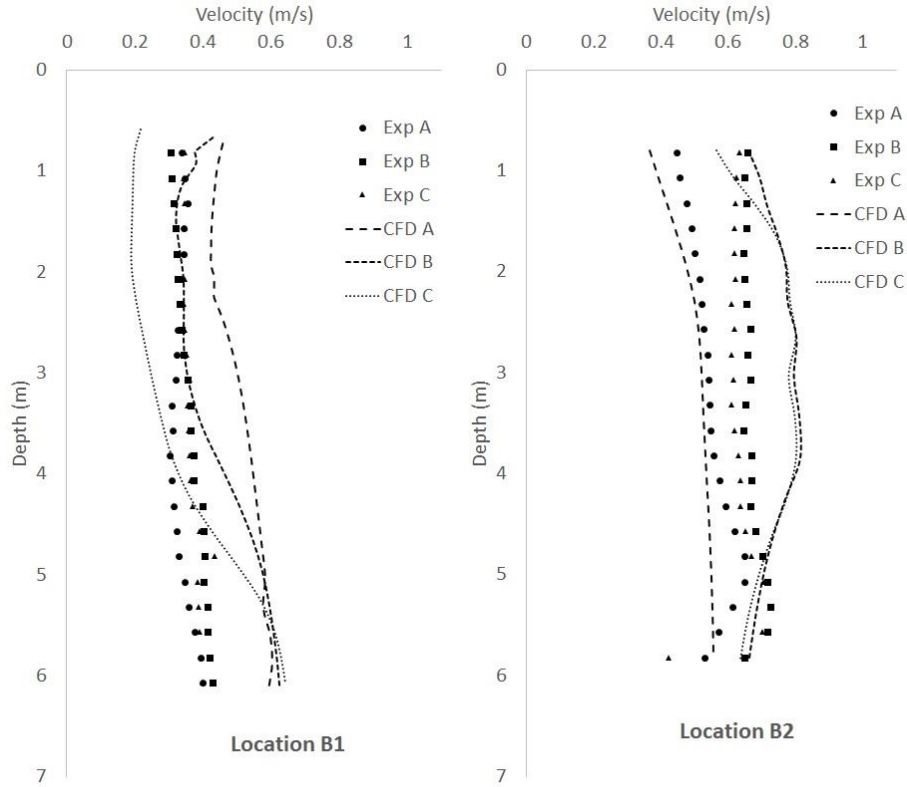 Velocity (m/s)
0 0.2 0.4 0.6 0.8 1
0
1
2
3
4
5
6
7
Depth (m)
Exp A
Exp B
Exp C
CFD A
CFD B
CFD C
Location B1
Velocity (m/s)
0 0.2 0.4 0.6 0.8 1
0
1
2
3
4
5
6
7
Depth (m)
Exp A
Exp B
Exp C
CFD A
CFD B
CFD C
Location B2